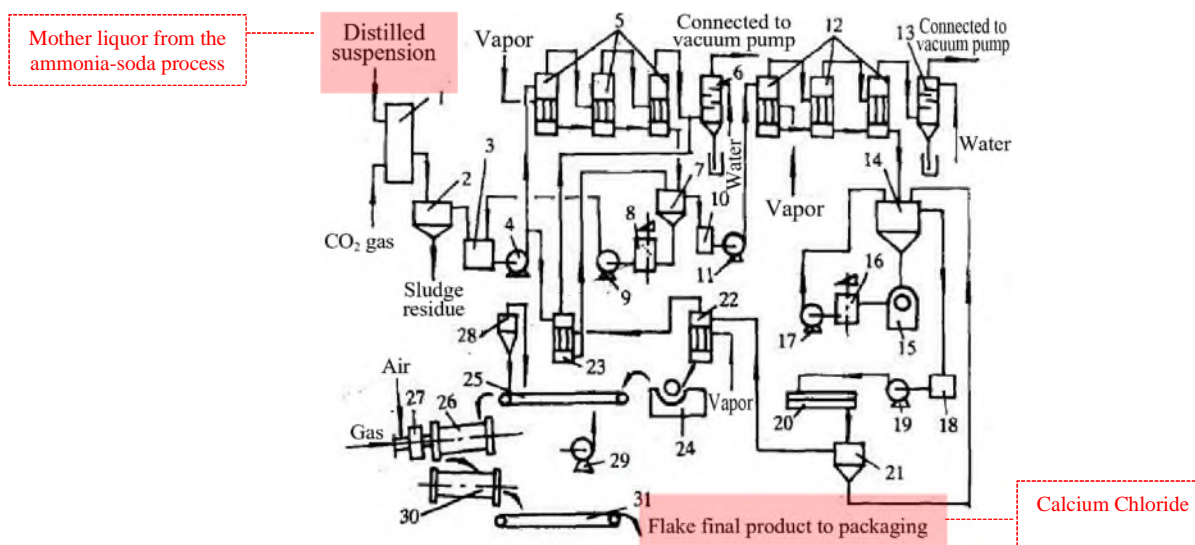 Mother liquor from the
ammonia-soda process
Distilled
suspension
Vapor
5
Connected to
vacuum pump
12
13
Connected to
vacuum pump
6
1
3
2
4
7
8
10
Water
Water
14
CO₂ gas
Vapor
11
9
Sludge
residue
16
22
17
15
28
23
Air
25
Vapor
27
26
20
19
18
Gas
24
29
21
30
31
Flake final product to packaging
Calcium Chloride